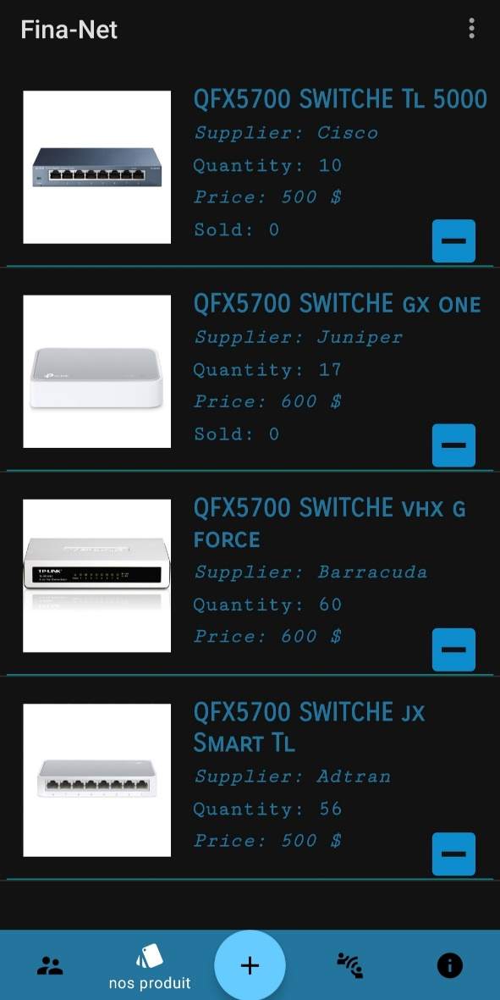 Fina-Net
QFX5700 SWITCHE TL 5000
Supplier: Cisco
Quantity: 10
Price: 500 $
Sold: 0
QFX5700 SWITCHE GX ONE
Supplier: Juniper
Quantity: 17
Price: 600 $
Sold: 0
QFX5700 SWITCHE VHX G
FORCE
TP-LINK
Supplier: Barracuda
Quantity: 60
Price: 600 $
QFX5700 SWITCHE JX
SMART TL
Supplier: Adtran
Quantity: 56
Price: 500 $
nos produit